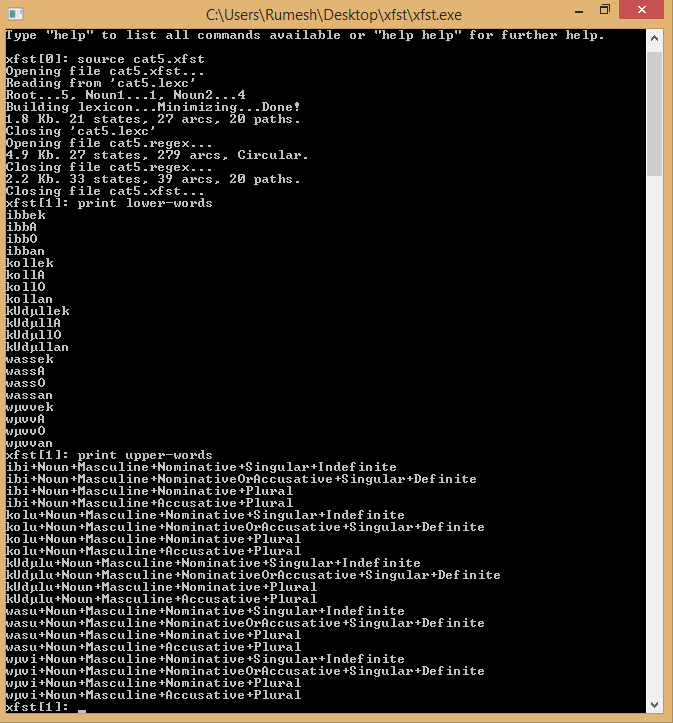 C:\Users\Rumesh\Desktop\xfst\xfst.exe
Type "help" to list all commands available or "help help" for further help.
xfst[0]: source cat5.xfst
Opening file cat5.xfst...
Reading from 'cat5.lexc'
Root...5, Noun1...1, Noun2...4
Building lexicon...Minimizing...Done!
1.8 Kb. 21 states, 27 arcs, 20 paths.
Closing 'cat5.lexc'
Opening file cat5.regex...
4.9 Kb. 27 states, 279 arcs, Circular.
Closing file cat5.regex...
2.2 Kb. 33 states, 39 arcs, 20 paths.
Closing file cat5.xfst...
xfst[1]: print lower-words
ibbek
ibbA
ibbO
ibban
kollek
kollA
kollO
kollan
kUdµllek
kUdµllA
kUdµllO
kUdµllan
wassek
wassA
wassO
wassan
wµvvek
wµvvA
wµvvO
wµvvan
xfst[1]: print upper-words
ibi+Noun+Masculine+Nominative+Singular+Indefinite
ibi+Noun+Masculine+NominativeOrAccusative+Singular+Definite
ibi+Noun+Masculine+Nominative+Plural
ibi+Noun+Masculine+Accusative+Plural
kolu+Noun+Masculine+Nominative+Singular+Indefinite
kolu+Noun+Masculine+NominativeOrAccusative+Singular+Definite
kolu+Noun+Masculine+Nominative+Plural
kolu+Noun+Masculine+Accusative+Plural
kUdµlu+Noun+Masculine+Nominative+Singular+Indefinite
kUdµlu+Noun+Masculine+NominativeOrAccusative+Singular+Definite
kUdµlu+Noun+Masculine+Nominative+Plural
kUdµlu+Noun+Masculine+Accusative+Plural
wasu+Noun+Masculine+Nominative+Singular+Indefinite
wasu+Noun+Masculine+NominativeOrAccusative+Singular+Definite
wasu+Noun+Masculine+Nominative+Plural
wasu+Noun+Masculine+Accusative+Plural
wµvi+Noun+Masculine+Nominative+Singular+Indefinite
wµvi+Noun+Masculine+NominativeOrAccusative+Singular+Definite
wµvi+Noun+Masculine+Nominative+Plural
wµvi+Noun+Masculine+Accusative+Plural
xfst[1]: _